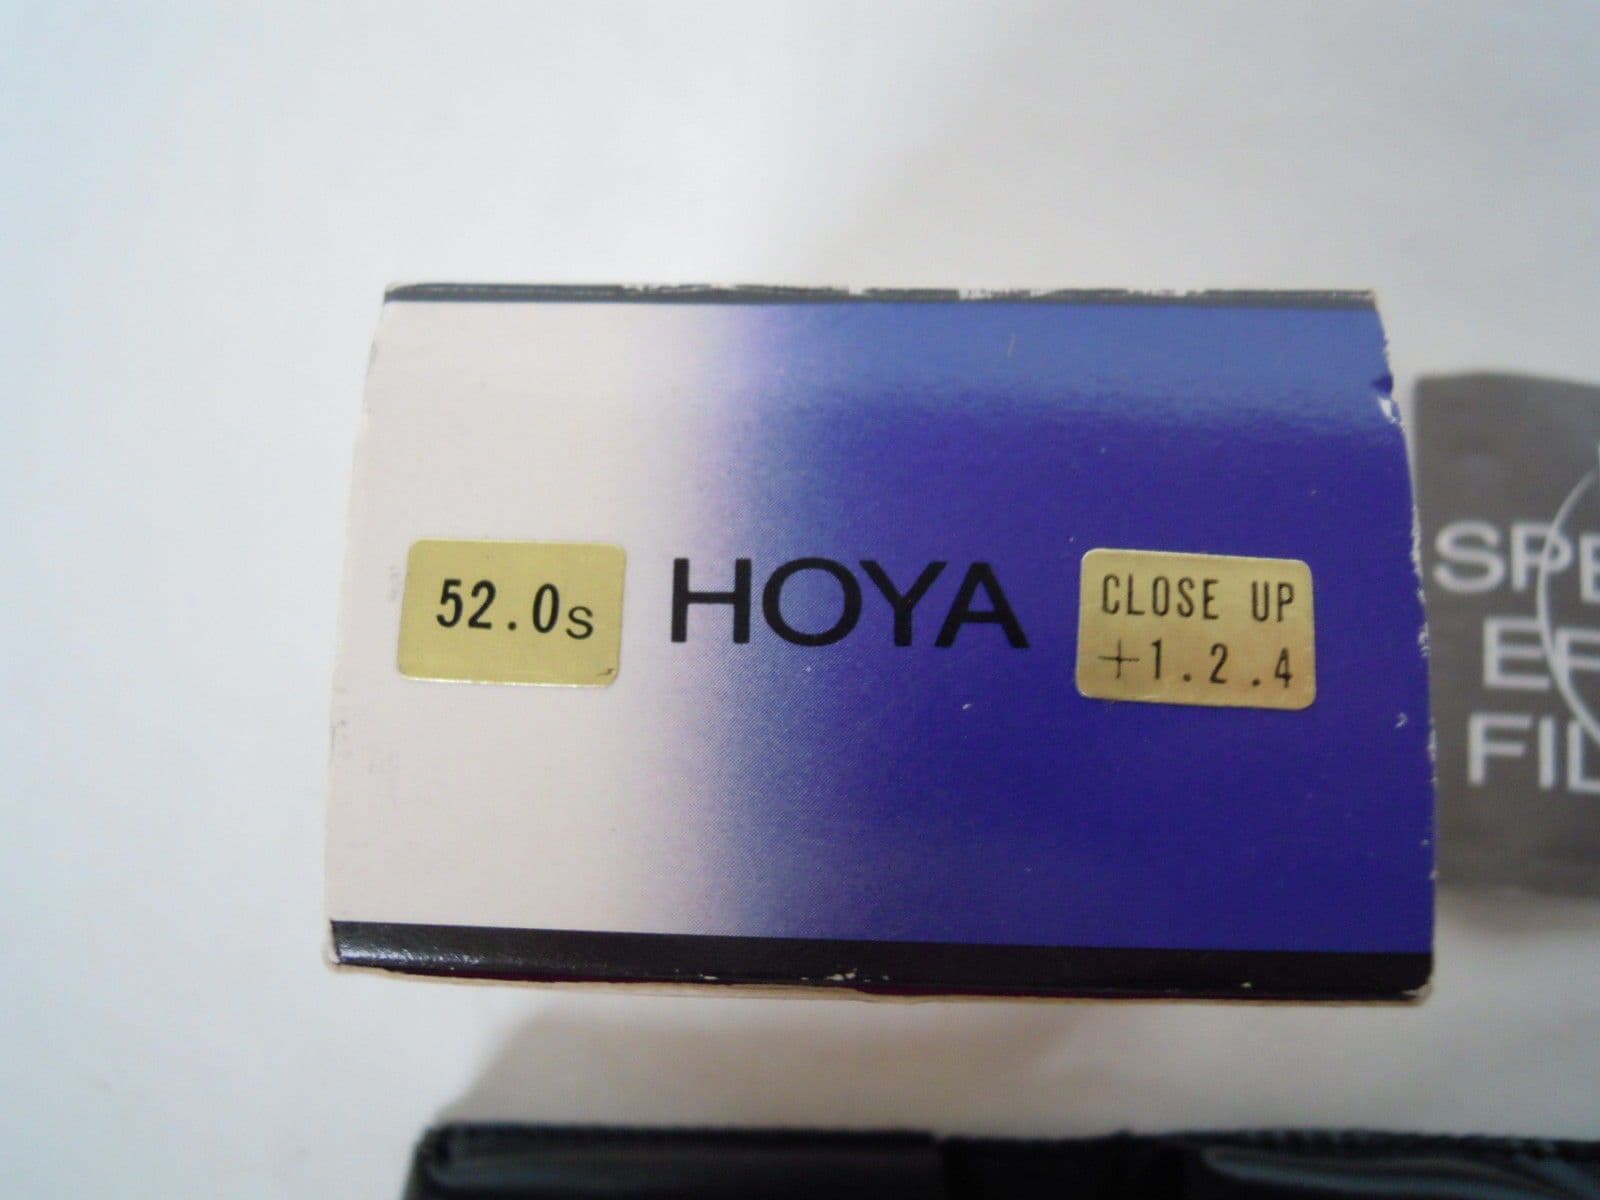 52.0s
HOYA
CLOSE UP
+1.2.4